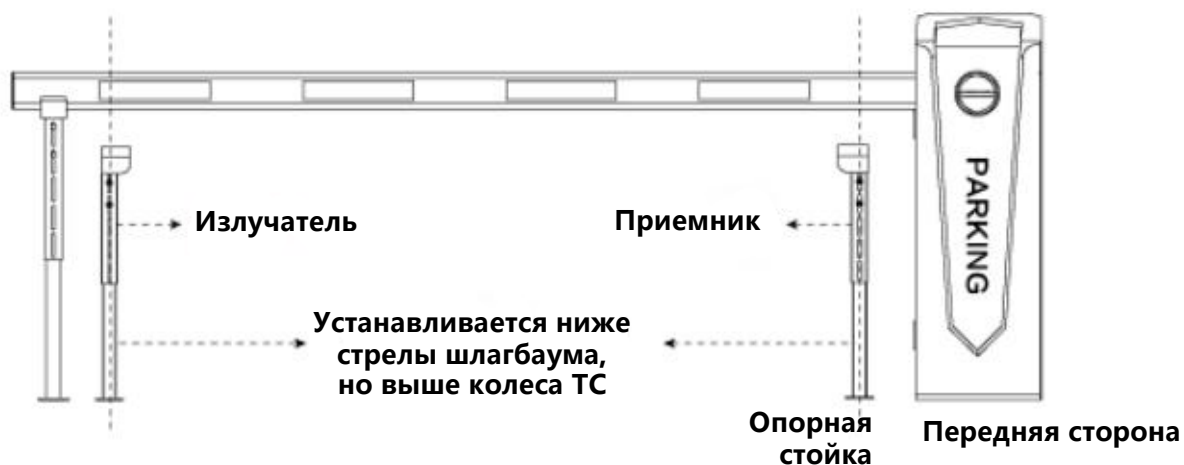 PARKING
Излучатель
Приемник
Устанавливается ниже
стрелы шлагбаума,
но выше колеса ТС
Опорная
стойка
Передняя сторона